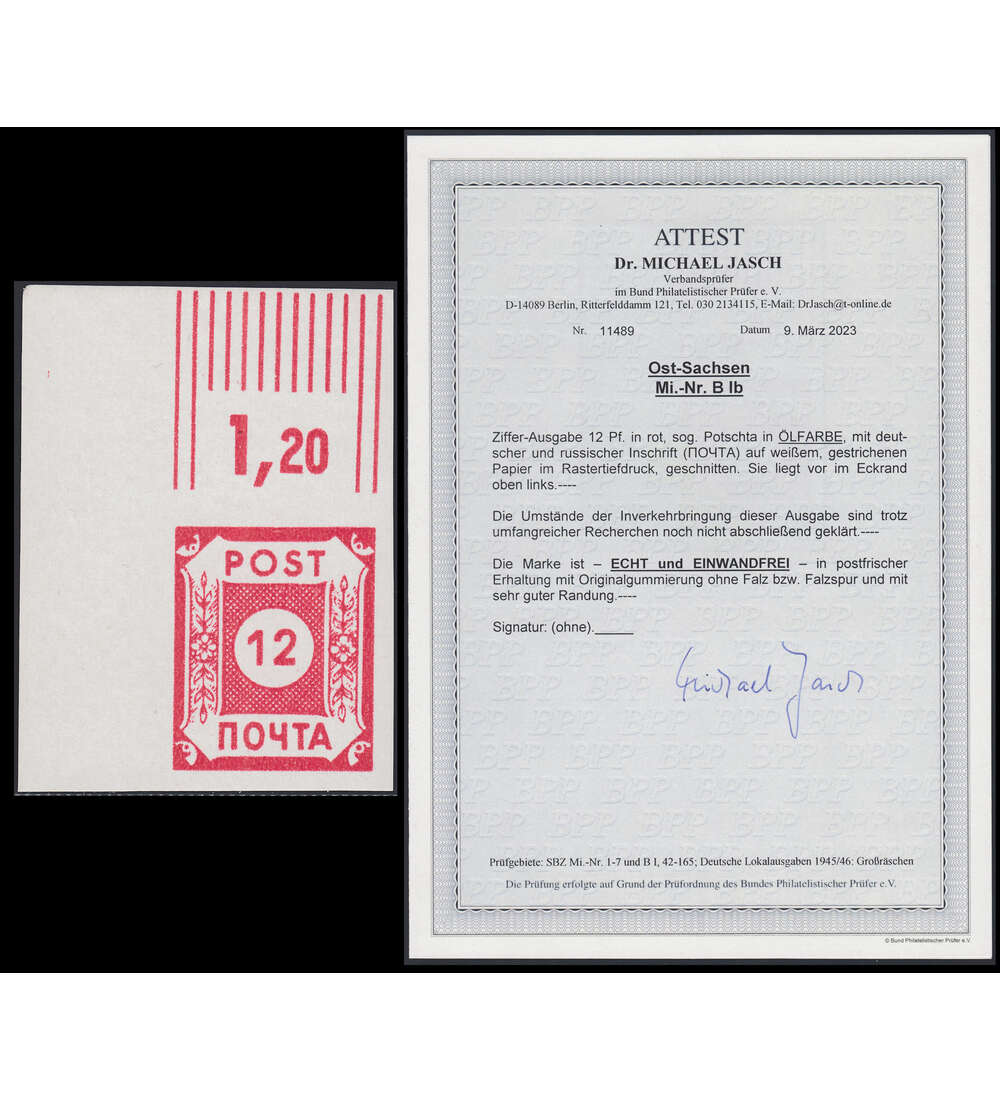 1,20
POST
12
ПОЧТА
ATTEST
Dr. MICHAEL JASCH
Verbandsprüfer
im Bund Philatelistischer Prüfer e. V.
D-14089 Berlin, Ritterfelddamm 121, Tel. 030 2134115, E-Mail: DrJasch@t-online.de
Nr. 11489 Datum 9. März 2023
Ost-Sachsen
Mi.-Nr. B Ib
Ziffer-Ausgabe 12 Pf. in rot, sog. Potschta in ÖLFARBE, mit deut-
scher und russischer Inschrift (ПОЧТА) auf weißem, gestrichenen
Papier im Rastertiefdruck, geschnitten. Sie liegt vor im Eckrand
oben links.----
Die Umstände der Inverkehrbringung dieser Ausgabe sind trotz
umfangreicher Recherchen noch nicht abschließend geklärt.----
Die Marke ist – ECHT und EINWANDFREI – in postfrischer
Erhaltung mit Originalgummierung ohne Falz bzw. Falzspur und mit
sehr guter Randung.----
Signatur: (ohne).
Michael Jasch
Prüfgebiete: SBZ Mi.-Nr. 1-7 und B I, 42-165; Deutsche Lokalausgaben 1945/46; Großräschen
Die Prüfung erfolgte auf Grund der Prüfordnung des Bundes Philatelistischer Prüfer e.V.
© Bund Philatelistischer Prüfer e.V.